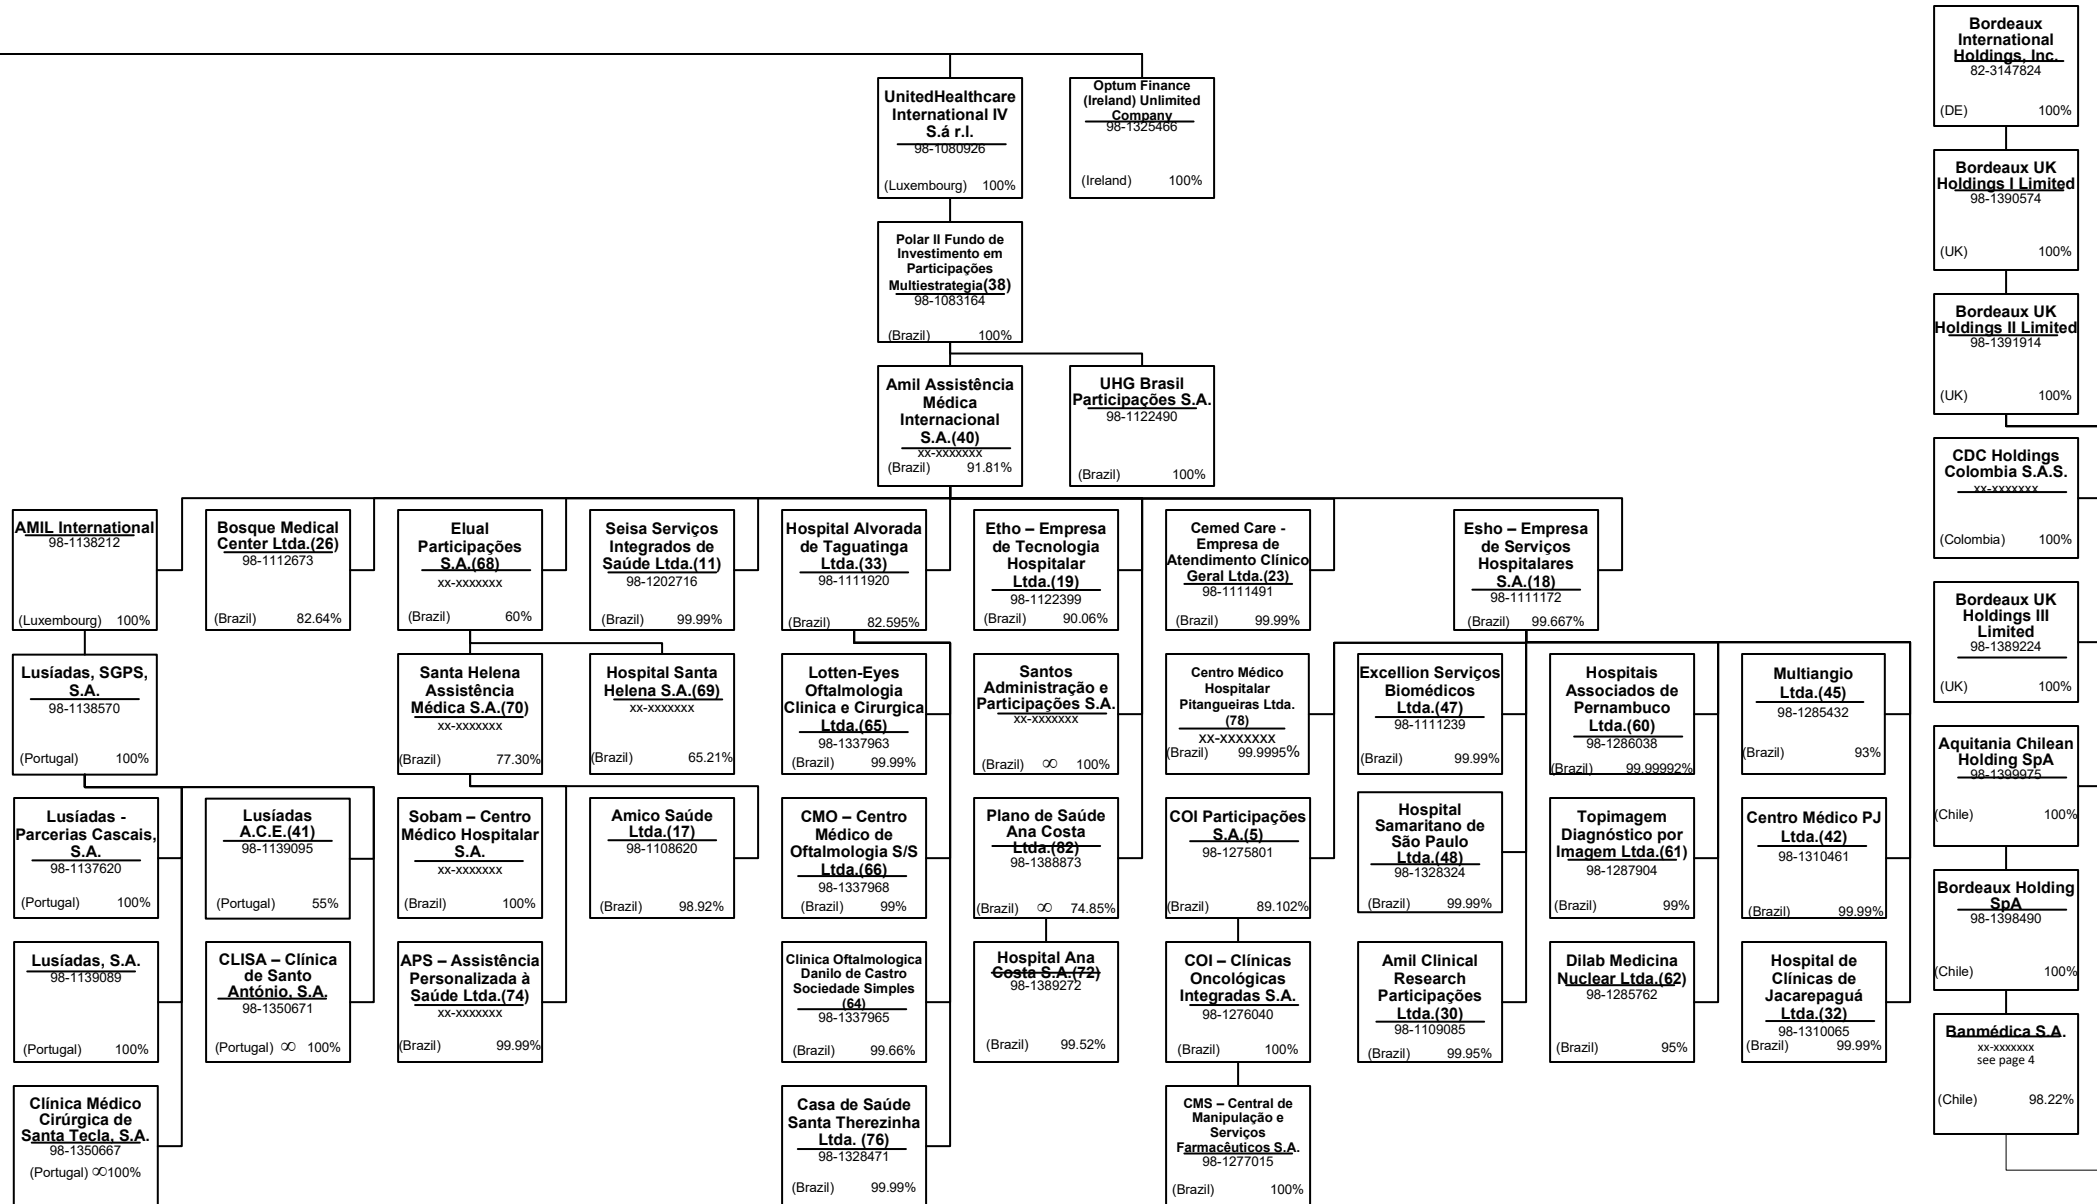 UnitedHealthcare
International IV
S.á r.l.
98-1080926
(Luxembourg) 100%
Optum Finance
(Ireland) Unlimited
Company
98-1325466
(Ireland) 100%
Polar II Fundo de
Investimento em
Participações
Multiestrategia(38)
98-1083164
(Brazil) 100%
Amil Assistência
Médica
Internacional
S.A.(40)
xx-xxxxxxx
(Brazil) 91.81%
UHG Brasil
Participações S.A.
98-1122490
(Brazil) 100%
AMIL International
98-1138212
(Luxembourg) 100%
Bosque Medical
Center Ltda.(26)
98-1112673
(Brazil) 82.64%
Elual
Participações
S.A.(68)
xx-xxxxxxx
(Brazil) 60%
Seisa Serviços
Integrados de
Saúde Ltda.(11)
98-1202716
(Brazil) 99.99%
Hospital Alvorada
de Taguatinga
Ltda.(33)
98-1111920
(Brazil) 82.595%
Etho – Empresa
de Tecnologia
Hospitalar
Ltda.(19)
98-1122399
(Brazil) 90.06%
Cemed Care -
Empresa de
Atendimento Clínico
Geral Ltda.(23)
98-1111491
(Brazil) 99.99%
Esho – Empresa
de Serviços
Hospitalares
S.A.(18)
98-1111172
(Brazil) 99.667%
Lusíadas, SGPS,
S.A.
98-1138570
(Portugal) 100%
Santa Helena
Assistência
Médica S.A.(70)
xx-xxxxxxx
(Brazil) 77.30%
Hospital Santa
Helena S.A.(69)
xx-xxxxxxx
(Brazil) 65.21%
Lotten-Eyes
Oftalmologia
Clinica e Cirurgica
Ltda.(65)
98-1337963
(Brazil) 99.99%
Santos
Administração e
Participações S.A.
xx-xxxxxxx
(Brazil) ∞ 100%
Centro Médico
Hospitalar
Pitangueiras Ltda.
(78)
xx-xxxxxxx
(Brazil) 99.9995%
Excellion Serviços
Biomédicos
Ltda.(47)
98-1111239
(Brazil) 99.99%
Hospitais
Associados de
Pernambuco
Ltda.(60)
98-1286038
(Brazil) 99.99992%
Multiangio
Ltda.(45)
98-1285432
(Brazil) 93%
Lusíadas -
Parcerias Cascais,
S.A.
98-1137620
(Portugal) 100%
Lusíadas
A.C.E.(41)
98-1139095
(Portugal) 55%
Sobam – Centro
Médico Hospitalar
S.A.
xx-xxxxxxx
(Brazil) 100%
Amico Saúde
Ltda.(17)
98-1108620
(Brazil) 98.92%
CMO – Centro
Médico de
Oftalmologia S/S
Ltda.(66)
98-1337968
(Brazil) 99%
Plano de Saúde
Ana Costa
Ltda.(82)
98-1388873
(Brazil) ∞ 74.85%
COI Participações
S.A.(5)
98-1275801
(Brazil) 89.102%
Hospital
Samaritano de
São Paulo
Ltda.(48)
98-1328324
(Brazil) 99.99%
Topimagem
Diagnóstico por
Imagem Ltda.(61)
98-1287904
(Brazil) 99%
Centro Médico PJ
Ltda.(42)
98-1310461
(Brazil) 99.99%
Lusíadas, S.A.
98-1139089
(Portugal) 100%
CLISA – Clínica
de Santo
António, S.A.
98-1350671
(Portugal) ∞ 100%
APS – Assistência
Personalizada à
Saúde Ltda.(74)
xx-xxxxxxx
(Brazil) 99.99%
Clinica Oftalmologica
Danilo de Castro
Sociedade Simples
(64)
98-1337965
(Brazil) 99.66%
Hospital Ana
Costa S.A.(72)
98-1389272
(Brazil) 99.52%
COI – Clínicas
Oncológicas
Integradas S.A.
98-1276040
(Brazil) 100%
Amil Clinical
Research
Participações
Ltda.(30)
98-1109085
(Brazil) 99.95%
Dilab Medicina
Nuclear Ltda.(62)
98-1285762
(Brazil) 95%
Hospital de
Clínicas de
Jacarepaguá
Ltda.(32)
98-1310065
(Brazil) 99.99%
Clínica Médico
Cirúrgica de
Santa Tecla, S.A.
98-1350667
(Portugal) ∞100%
Casa de Saúde
Santa Therezinha
Ltda. (76)
98-1328471
(Brazil) 99.99%
CMS – Central de
Manipulação e
Serviços
Farmacêuticos S.A.
98-1277015
(Brazil) 100%
Bordeaux
International
Holdings, Inc.
82-3147824
(DE) 100%
Bordeaux UK
Holdings I Limited
98-1390574
(UK) 100%
Bordeaux UK
Holdings II Limited
98-1391914
(UK) 100%
CDC Holdings
Colombia S.A.S.
xx-xxxxxxx
(Colombia) 100%
Bordeaux UK
Holdings III
Limited
98-1389224
(UK) 100%
Aquitania Chilean
Holding SpA
98-1399975
(Chile) 100%
Bordeaux Holding
SpA
98-1398490
(Chile) 100%
Banmédica S.A.
xx-xxxxxxx
see page 4
(Chile) 98.22%